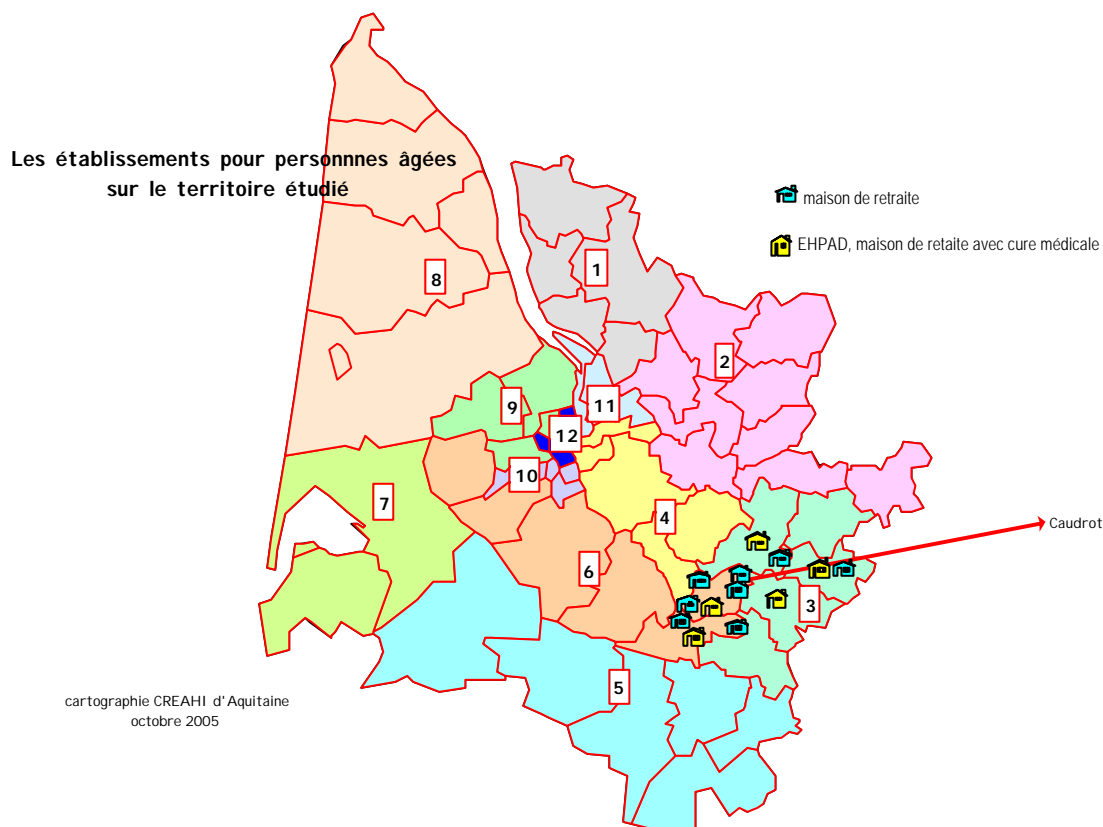 Les établissements pour personnnes âgées
sur le territoire étudié
maison de retraite
EHPAD, maison de retaite avec cure médicale
1
8
2
9
11
12
10
7
4
Caudrot
6
3
5
cartographie CREAHI d'Aquitaine
octobre 2005